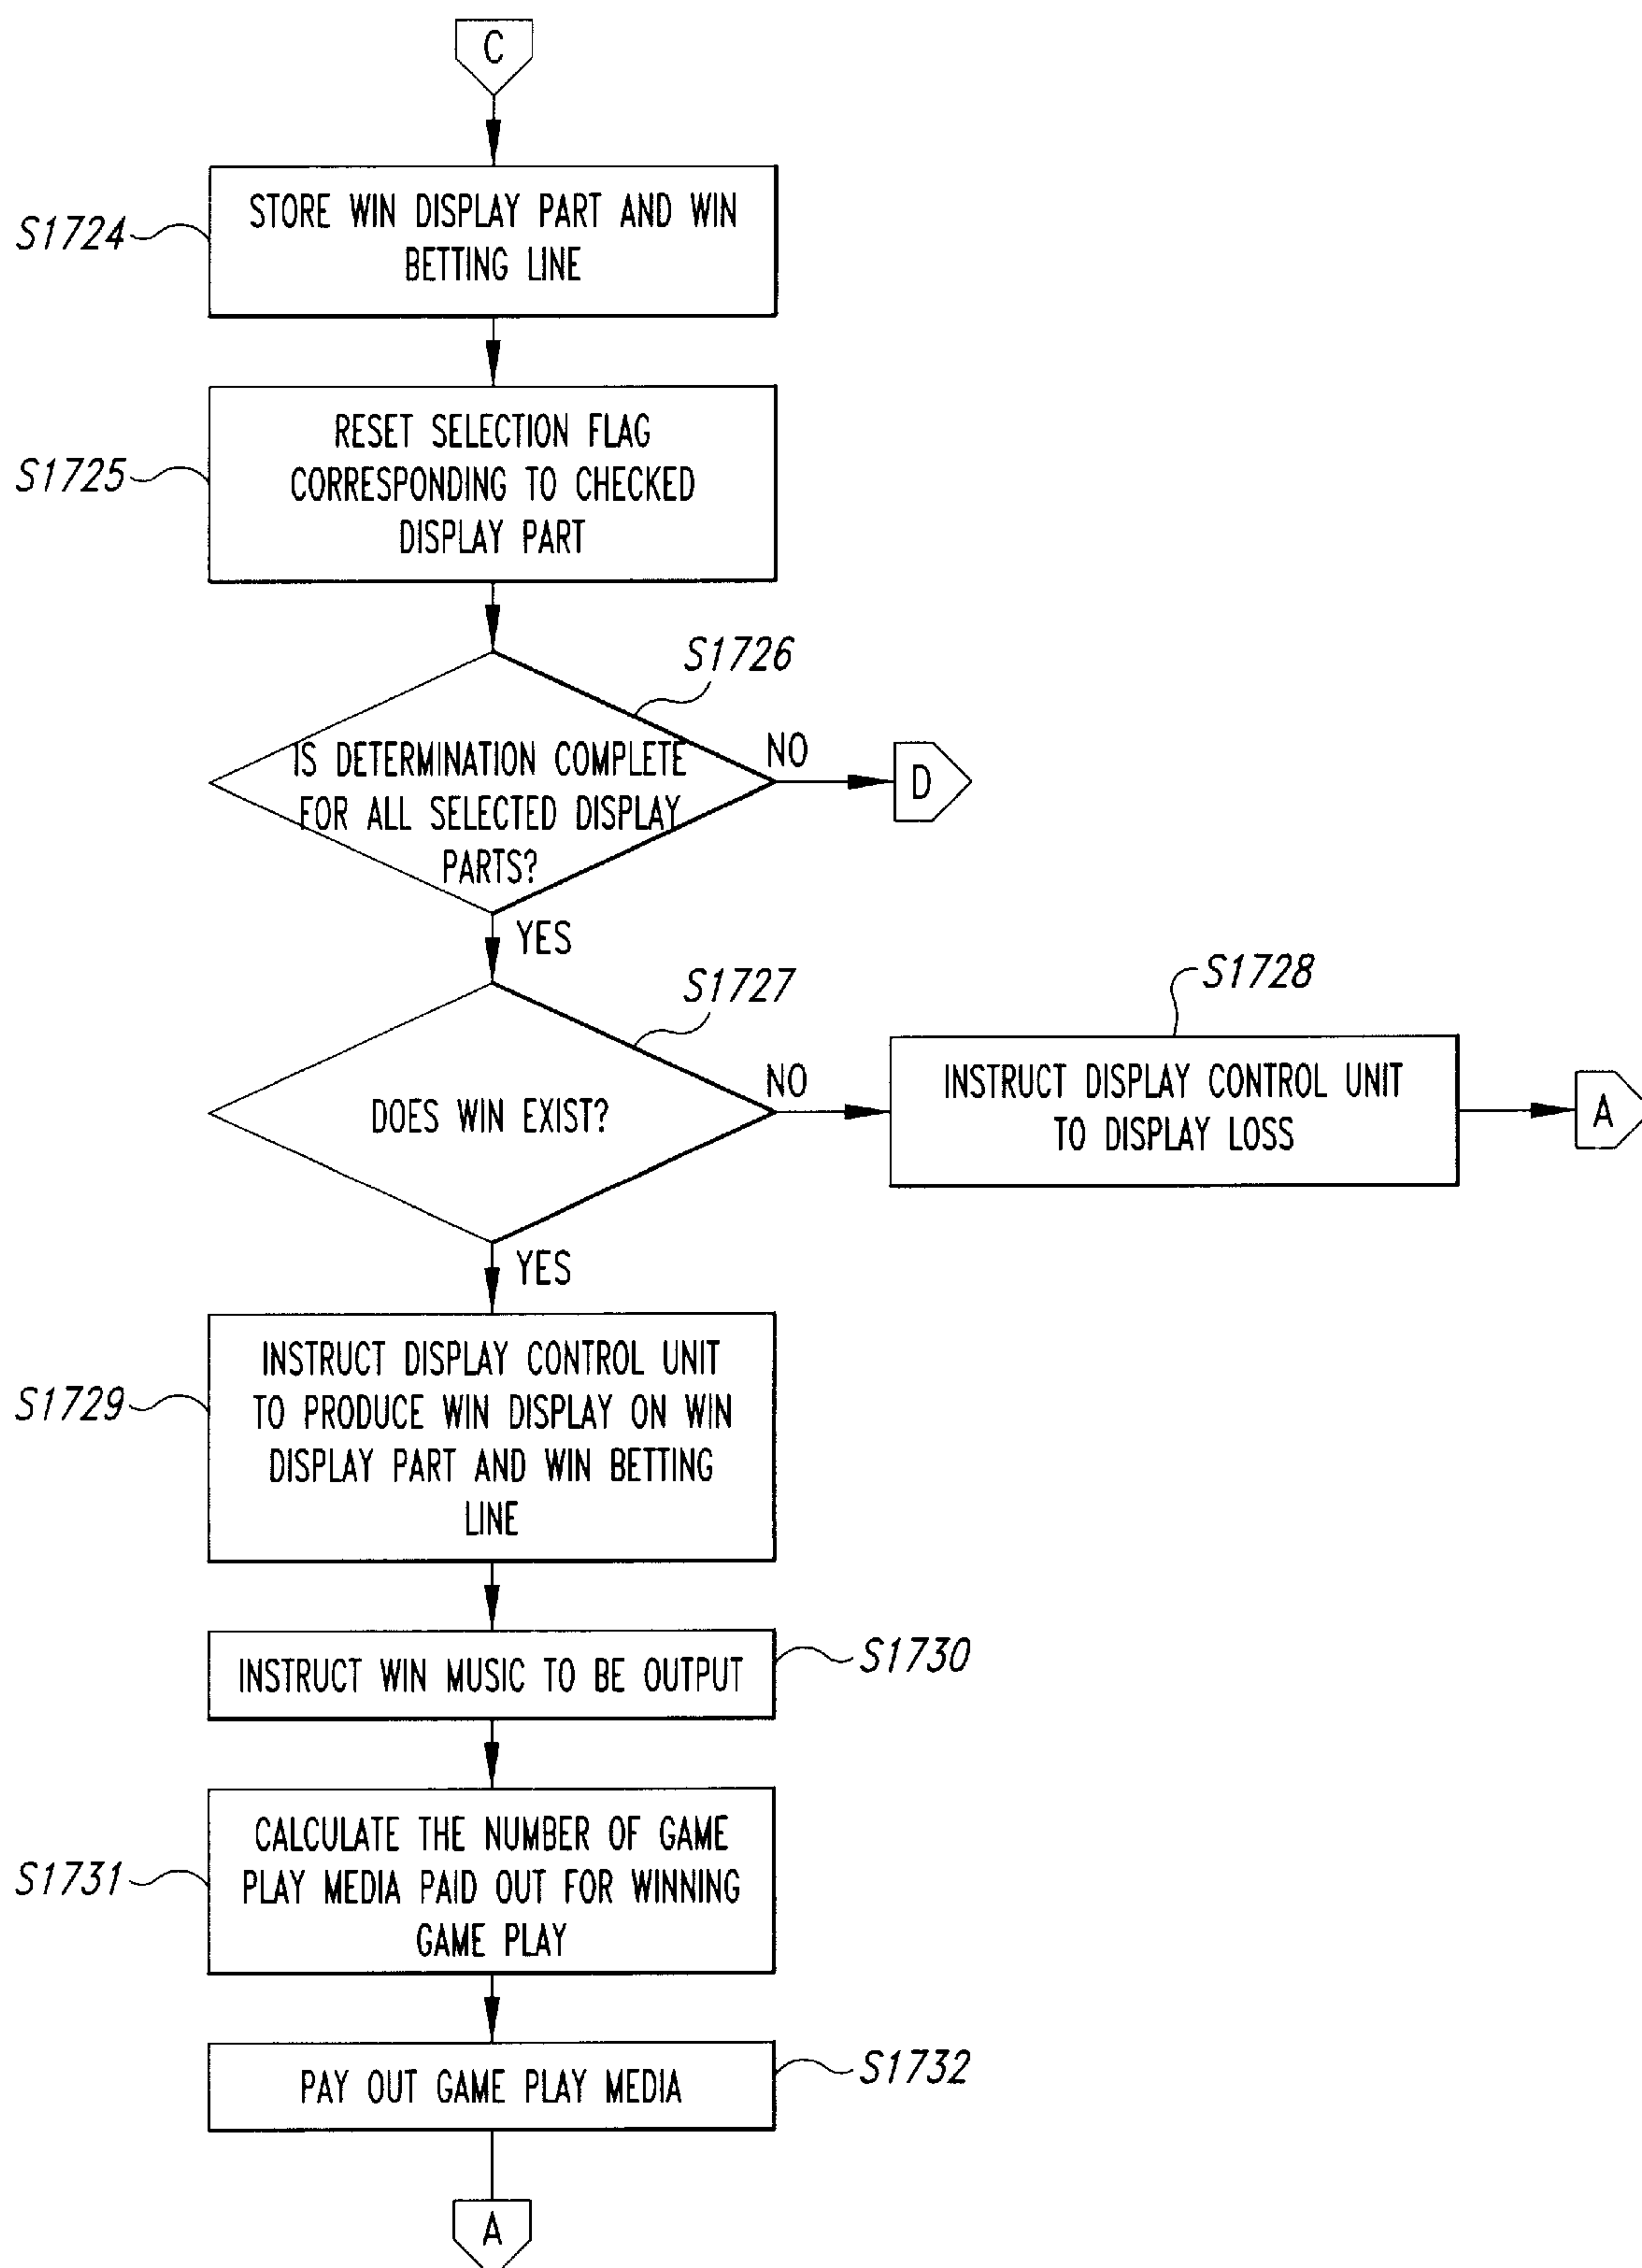 C
S1724
STORE WIN DISPLAY PART AND WIN
BETTING LINE
S1725
RESET SELECTION FLAG
CORRESPONDING TO CHECKED
DISPLAY PART
S1726
IS DETERMINATION COMPLETE
FOR ALL SELECTED DISPLAY
PARTS?
NO
D
YES
S1727
DOES WIN EXIST?
NO
S1728
INSTRUCT DISPLAY CONTROL UNIT
TO DISPLAY LOSS
A
YES
S1729
INSTRUCT DISPLAY CONTROL UNIT
TO PRODUCE WIN DISPLAY ON WIN
DISPLAY PART AND WIN BETTING
LINE
INSTRUCT WIN MUSIC TO BE OUTPUT
S1730
S1731
CALCULATE THE NUMBER OF GAME
PLAY MEDIA PAID OUT FOR WINNING
GAME PLAY
PAY OUT GAME PLAY MEDIA
S1732
A